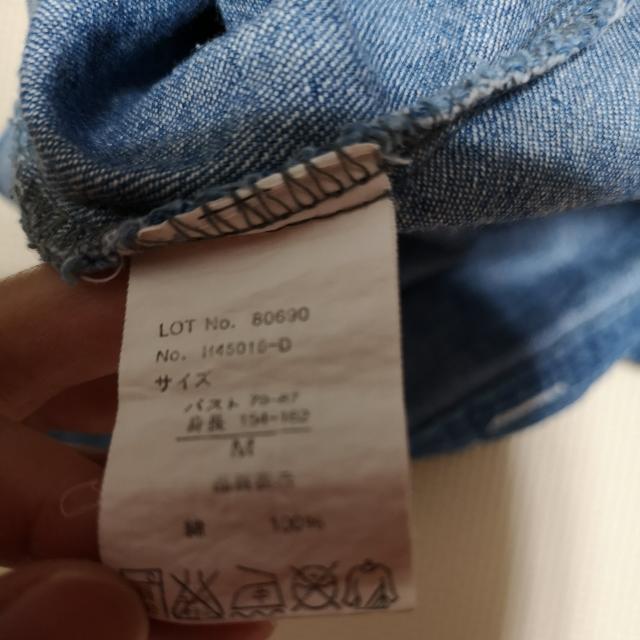 LOT No. 80690
No. I145016-D
サイズ
バスト 79-87
身長 154-162
M
品質表示
綿 100%